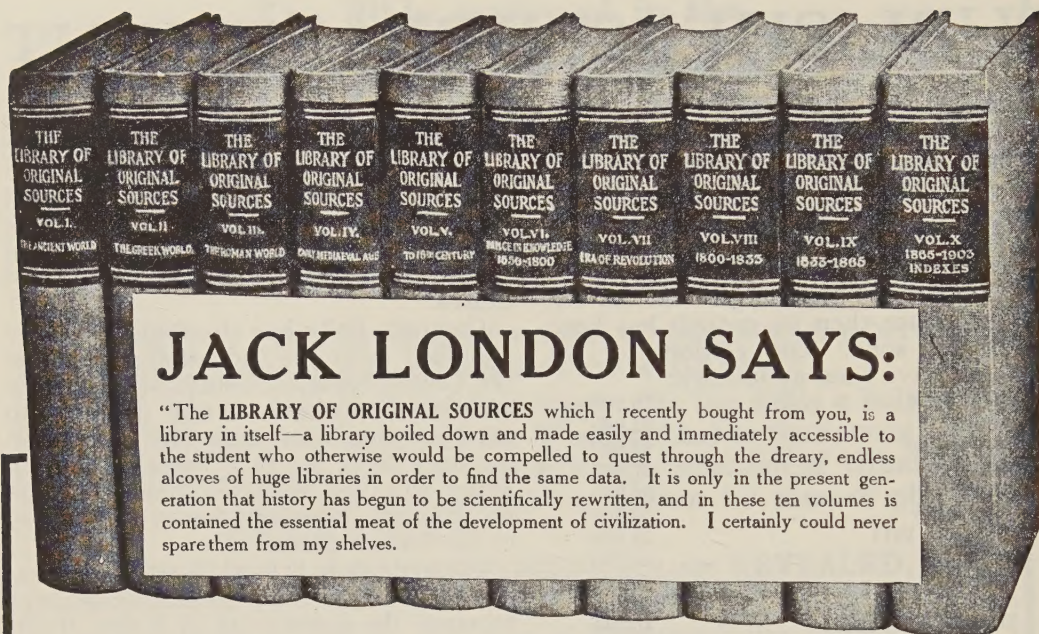 THE
LIBRARY OF
ORIGINAL
SOURCES
VOL.I.
THE ANCIENT WORLD
THE
LIBRARY OF
ORIGINAL
SOURCES
VOL.II
THE GREEK WORLD
THE
LIBRARY OF
ORIGINAL
SOURCES
VOL.III.
THE ROMAN WORLD
THE
LIBRARY OF
ORIGINAL
SOURCES
VOL.IV.
EARLY MEDIAEVAL AGE
THE
LIBRARY OF
ORIGINAL
SOURCES
VOL.V.
TO 16TH CENTURY
THE
LIBRARY OF
ORIGINAL
SOURCES
VOL.VI.
IN KNOWLEDGE
1650-1800
THE
LIBRARY OF
ORIGINAL
SOURCES
VOL.VII
ERA OF REVOLUTION
THE
LIBRARY OF
ORIGINAL
SOURCES
VOL.VIII
1800-1833
THE
LIBRARY OF
ORIGINAL
SOURCES
VOL.IX
1833-1865
THE
LIBRARY OF
ORIGINAL
SOURCES
VOL.X
1865-1903
INDEXES
JACK LONDON SAYS:
“The LIBRARY OF ORIGINAL SOURCES which I recently bought from you, is a
library in itself—a library boiled down and made easily and immediately accessible to
the student who otherwise would be compelled to quest through the dreary, endless
alcoves of huge libraries in order to find the same data. It is only in the present gen-
eration that history has begun to be scientifically rewritten, and in these ten volumes is
contained the essential meat of the development of civilization. I certainly could never
spare them from my shelves.